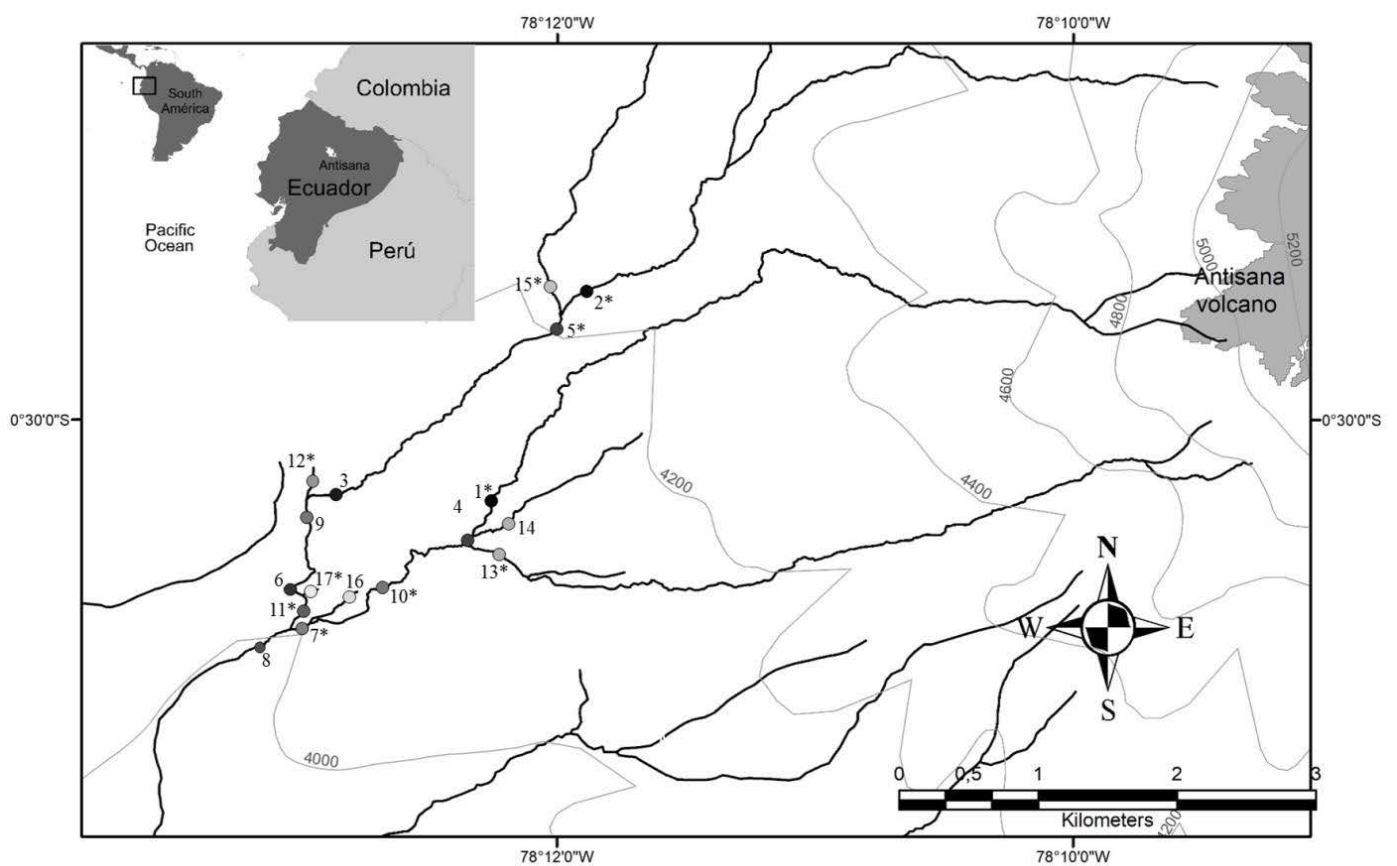 78°12'0"W
78°10'0"W
South
América
Colombia
Antisana
Ecuador
Pacific
Ocean
Perú
15*
2*
5*
Antisana
volcano
5000
5200
4800
4600
0°30'0"S
0°30'0"S
12*
3
1*
4
14
9
13*
4200
4400
6
17*
16
10*
11*
7*
8
4000
N
W
E
S
0
0,5
1
2
3
Kilometers
4200
78°12'0"W
78°10'0"W